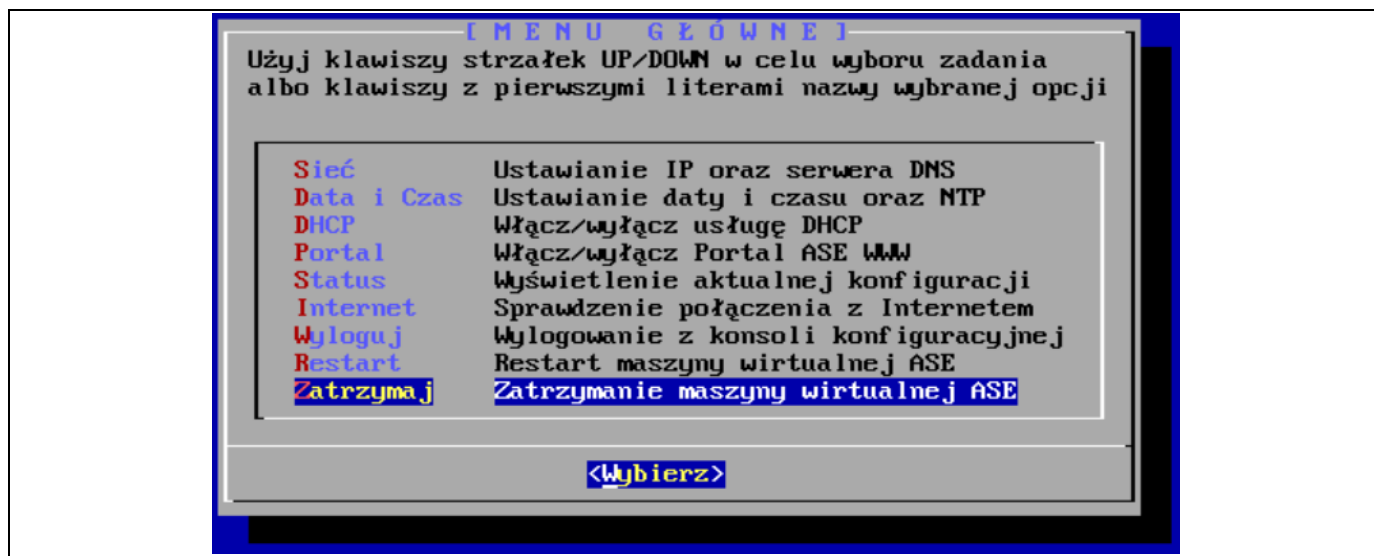 [ M E N U   G Ł Ó W N E ]
Użyj klawiszy strzałek UP/DOWN w celu wyboru zadania
albo klawiszy z pierwszymi literami nazwy wybranej opcji
Sieć Ustawianie IP oraz serwera DNS
Data i Czas Ustawianie daty i czasu oraz NTP
DHCP Włącz/wyłącz usługę DHCP
Portal Włącz/wyłącz Portal ASE WWW
Status Wyświetlenie aktualnej konfiguracji
Internet Sprawdzenie połączenia z Internetem
Wyloguj Wylogowanie z konsoli konfiguracyjnej
Restart Restart maszyny wirtualnej ASE
Zatrzymaj Zatrzymanie maszyny wirtualnej ASE
<Wybierz>